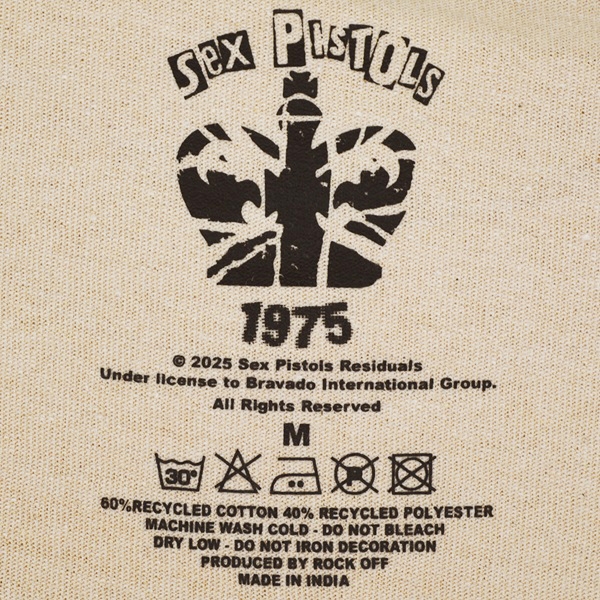 Sex PIsTOLs
1975
© 2025 Sex Pistols Residuals
Under license to Bravado International Group.
All Rights Reserved
M
30°
P
60%RECYCLED COTTON 40% RECYCLED POLYESTER
MACHINE WASH COLD - DO NOT BLEACH
DRY LOW - DO NOT IRON DECORATION
PRODUCED BY ROCK OFF
MADE IN INDIA